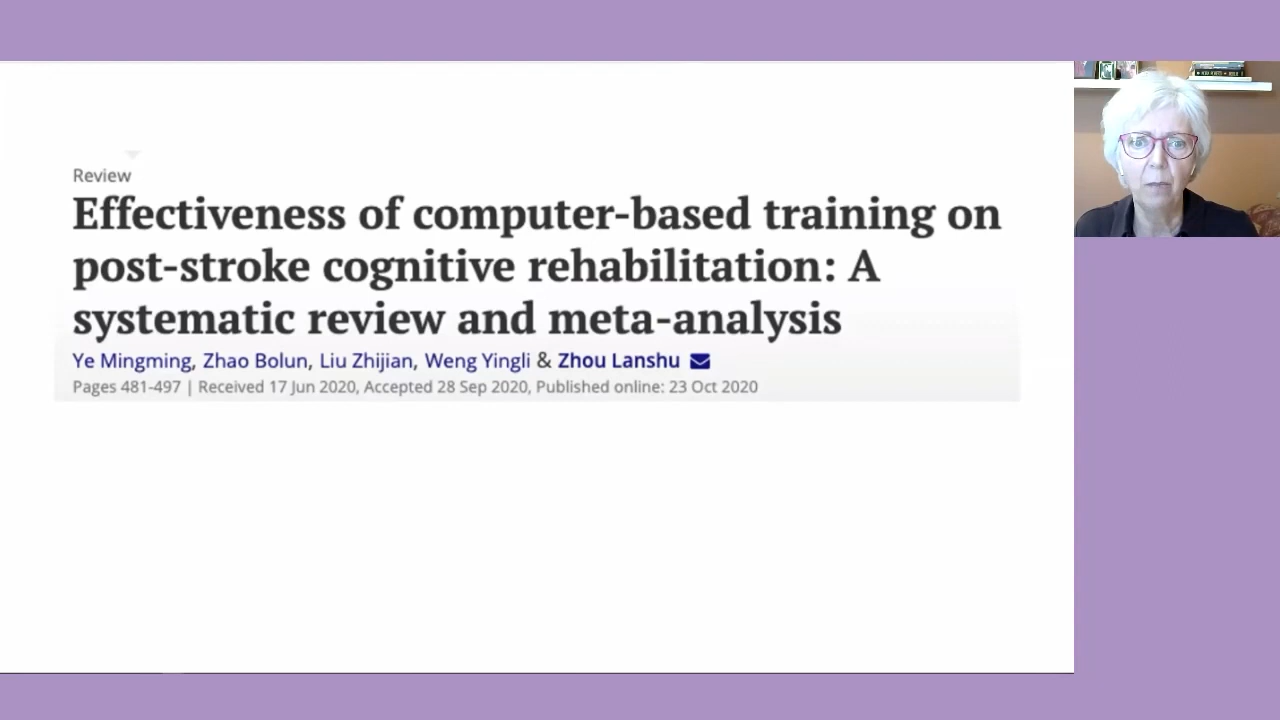 Review
Effectiveness of computer-based training on
post-stroke cognitive rehabilitation: A
systematic review and meta-analysis
Ye Mingming, Zhao Bolun, Liu Zhijian, Weng Yingli & Zhou Lanshu
Pages 481-497 | Received 17 Jun 2020, Accepted 28 Sep 2020, Published online: 23 Oct 2020